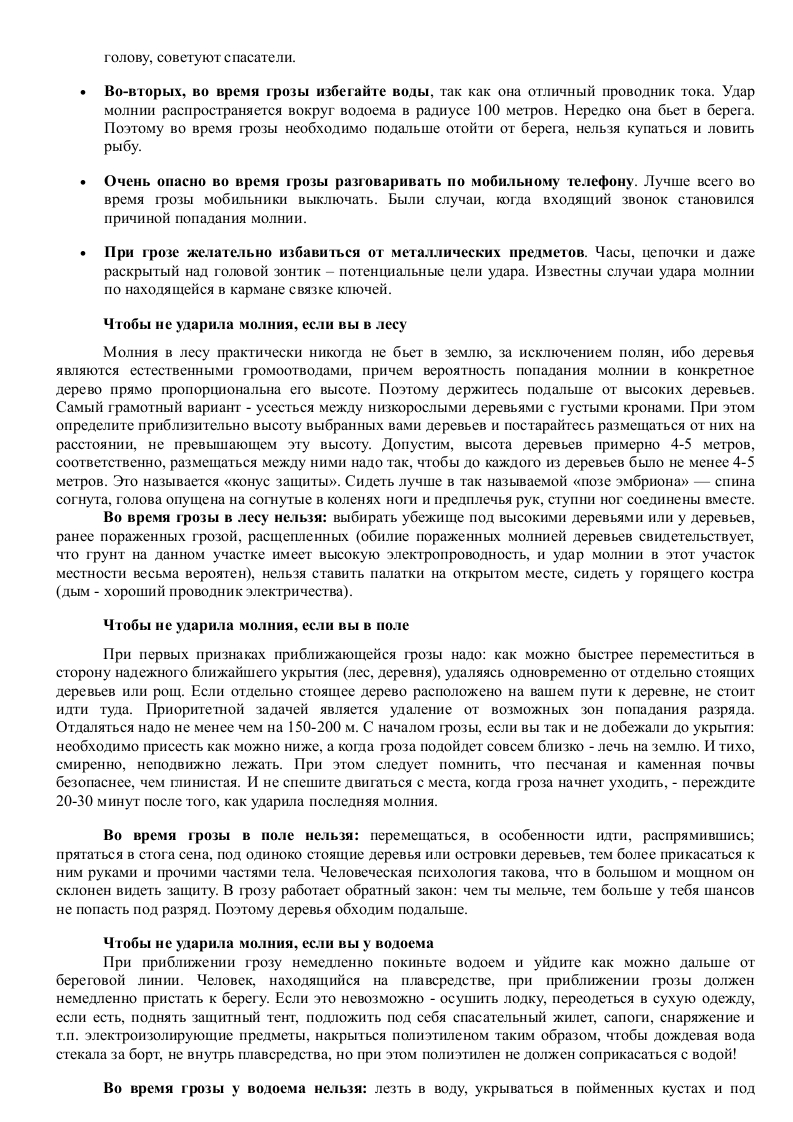 голову, советуют спасатели.
• Во-вторых, во время грозы избегайте воды, так как она отличный проводник тока. Удар
молнии распространяется вокруг водоема в радиусе 100 метров. Нередко она бьет в берега.
Поэтому во время грозы необходимо подальше отойти от берега, нельзя купаться и ловить
рыбу.
• Очень опасно во время грозы разговаривать по мобильному телефону. Лучше всего во
время грозы мобильники выключать. Были случаи, когда входящий звонок становился
причиной попадания молнии.
• При грозе желательно избавиться от металлических предметов. Часы, цепочки и даже
раскрытый над головой зонтик – потенциальные цели удара. Известны случаи удара молнии
по находящейся в кармане связке ключей.
Чтобы не ударила молния, если вы в лесу
Молния в лесу практически никогда не бьет в землю, за исключением полян, ибо деревья
являются естественными громоотводами, причем вероятность попадания молнии в конкретное
дерево прямо пропорциональна его высоте. Поэтому держитесь подальше от высоких деревьев.
Самый грамотный вариант - усесться между низкорослыми деревьями с густыми кронами. При этом
определите приблизительно высоту выбранных вами деревьев и постарайтесь размещаться от них на
расстоянии, не превышающем эту высоту. Допустим, высота деревьев примерно 4-5 метров,
соответственно, размещаться между ними надо так, чтобы до каждого из деревьев было не менее 4-5
метров. Это называется «конус защиты». Сидеть лучше в так называемой «позе эмбриона» — спина
согнута, голова опущена на согнутые в коленях ноги и предплечья рук, ступни ног соединены вместе.
Во время грозы в лесу нельзя: выбирать убежище под высокими деревьями или у деревьев,
ранее пораженных грозой, расщепленных (обилие пораженных молнией деревьев свидетельствует,
что грунт на данном участке имеет высокую электропроводность, и удар молнии в этот участок
местности весьма вероятен), нельзя ставить палатки на открытом месте, сидеть у горящего костра
(дым - хороший проводник электричества).
Чтобы не ударила молния, если вы в поле
При первых признаках приближающейся грозы надо: как можно быстрее переместиться в
сторону надежного ближайшего укрытия (лес, деревня), удаляясь одновременно от отдельно стоящих
деревьев или рощ. Если отдельно стоящее дерево расположено на вашем пути к деревне, не стоит
идти туда. Приоритетной задачей является удаление от возможных зон попадания разряда.
Отдаляться надо не менее чем на 150-200 м. С началом грозы, если вы так и не добежали до укрытия:
необходимо присесть как можно ниже, а когда гроза подойдет совсем близко - лечь на землю. И тихо,
смиренно, неподвижно лежать. При этом следует помнить, что песчаная и каменная почвы
безопаснее, чем глинистая. И не спешите двигаться с места, когда гроза начнет уходить, - переждите
20-30 минут после того, как ударила последняя молния.
Во время грозы в поле нельзя: перемещаться, в особенности идти, распрямившись;
прятаться в стога сена, под одиноко стоящие деревья или островки деревьев, тем более прикасаться к
ним руками и прочими частями тела. Человеческая психология такова, что в большом и мощном он
склонен видеть защиту. В грозу работает обратный закон: чем ты мельче, тем больше у тебя шансов
не попасть под разряд. Поэтому деревья обходим подальше.
Чтобы не ударила молния, если вы у водоема
При приближении грозу немедленно покиньте водоем и уйдите как можно дальше от
береговой линии. Человек, находящийся на плавсредстве, при приближении грозы должен
немедленно пристать к берегу. Если это невозможно - осушить лодку, переодеться в сухую одежду,
если есть, поднять защитный тент, подложить под себя спасательный жилет, сапоги, снаряжение и
т.п. электроизолирующие предметы, накрыться полиэтиленом таким образом, чтобы дождевая вода
стекала за борт, не внутрь плавсредства, но при этом полиэтилен не должен соприкасаться с водой!
Во время грозы у водоема нельзя: лезть в воду, укрываться в пойменных кустах и под